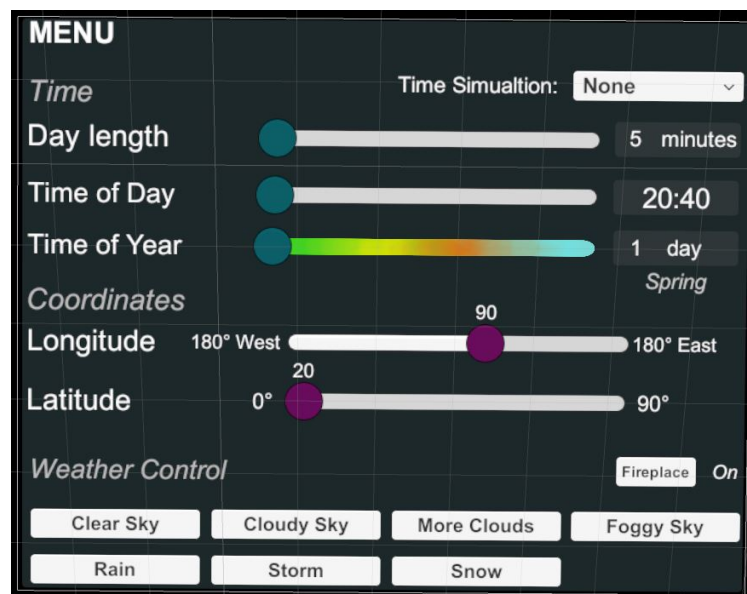 MENU
Time
Time Simualtion: None
Day length 5 minutes
Time of Day 20:40
Time of Year 1 day
Spring
Coordinates
90
Longitude 180° West 180° East
20
Latitude 0° 90°
Weather Control Fireplace On
Clear Sky Cloudy Sky More Clouds Foggy Sky
Rain Storm Snow